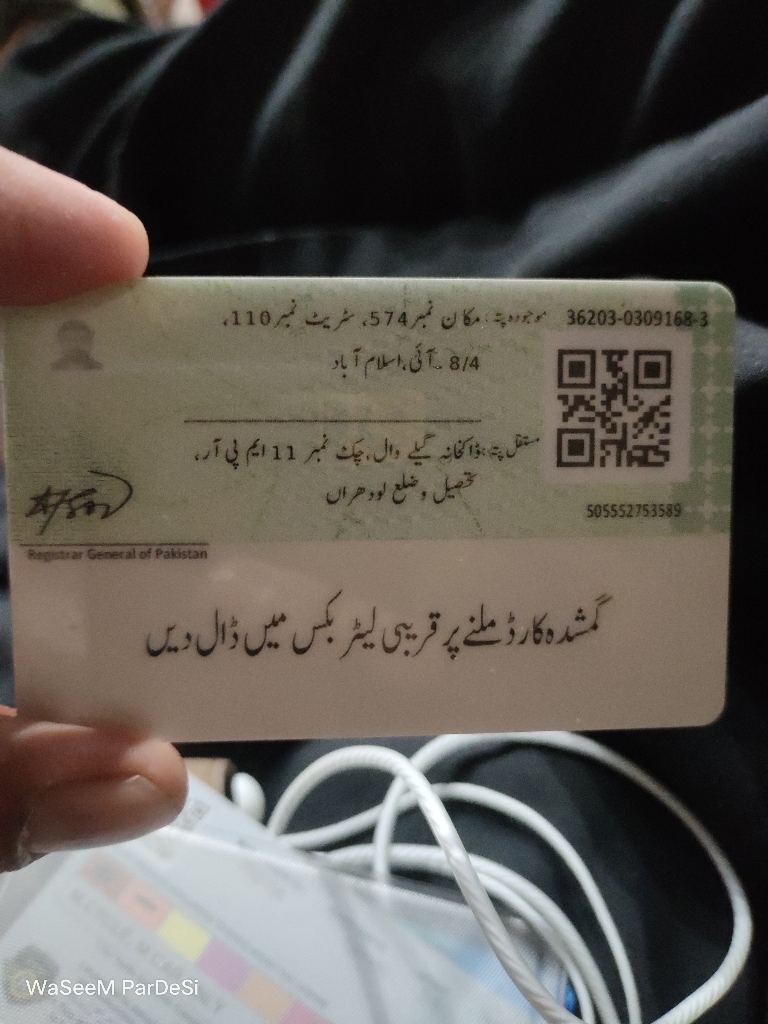 36203-0309168-3
موجودہ پتہ: مکان نمبر574، سٹریٹ نمبر110،
8/4 ۔آئی،اسلام آباد
مستقل پتہ: ڈاکخانہ گیلے وال،چک نمبر 11 ایم پی آر،
تحصیل و ضلع لودھراں
505552753589
Registrar General of Pakistan
گمشدہ کارڈ ملنے پر قریبی لیٹر بکس میں ڈال دیں
WaSeeM ParDeSi